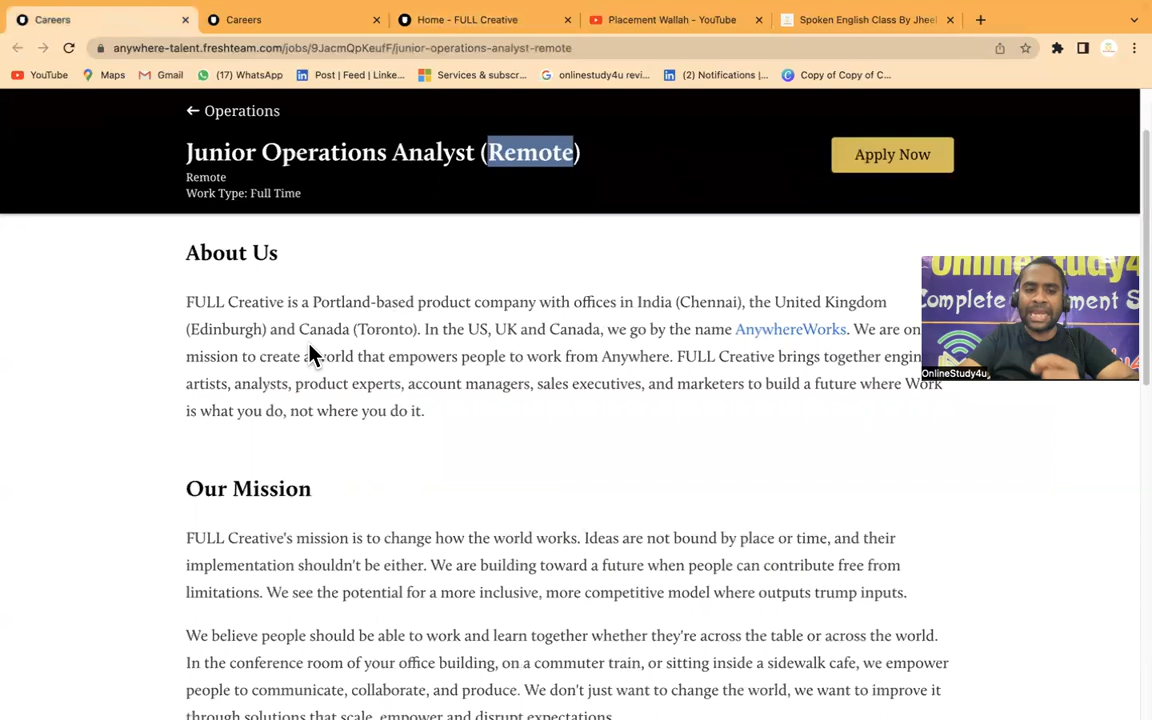 Careers
Careers
Home - FULL Creative
Placement Wallah - YouTube
Spoken English Class By Jheel
anywhere-talent.freshteam.com/jobs/9JacmQpKeufF/junior-operations-analyst-remote
YouTube
Maps
Gmail
(17) WhatsApp
Post | Feed | Linke...
Services & subscr...
onlinestudy4u revi...
(2) Notifications |...
Copy of Copy of C...
← Operations
Junior Operations Analyst (Remote)
Remote
Work Type: Full Time
Apply Now
About Us
FULL Creative is a Portland-based product company with offices in India (Chennai), the United Kingdom
(Edinburgh) and Canada (Toronto). In the US, UK and Canada, we go by the name AnywhereWorks. We are on
mission to create a world that empowers people to work from Anywhere. FULL Creative brings together engin
artists, analysts, product experts, account managers, sales executives, and marketers to build a future where Work
is what you do, not where you do it.
OnlineStudy4
Complete
ment S
OnlineStudy4u
Our Mission
FULL Creative's mission is to change how the world works. Ideas are not bound by place or time, and their
implementation shouldn't be either. We are building toward a future when people can contribute free from
limitations. We see the potential for a more inclusive, more competitive model where outputs trump inputs.
We believe people should be able to work and learn together whether they're across the table or across the world.
In the conference room of your office building, on a commuter train, or sitting inside a sidewalk cafe, we empower
people to communicate, collaborate, and produce. We don't just want to change the world, we want to improve it
through solutions that scale, empower and disrupt expectations.